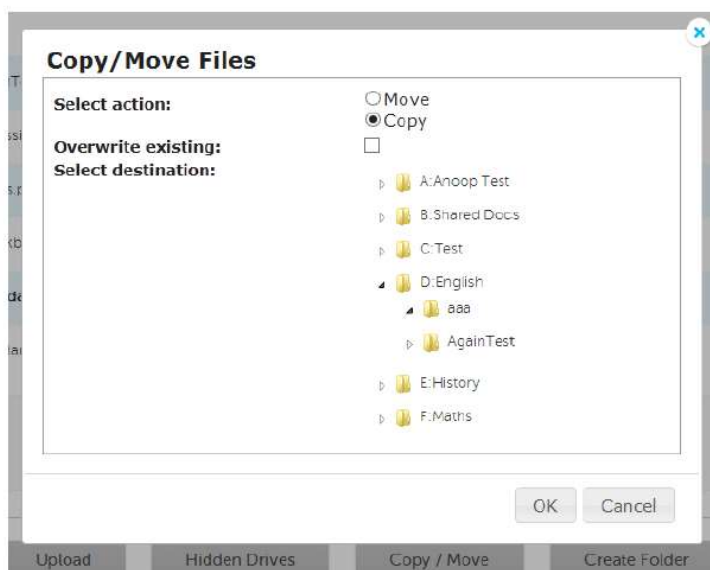 Copy/Move Files
Select action:
Move
Copy
Overwrite existing:
Select destination:
A:Anoop Test
B:Shared Docs
C:Test
D:English
aaa
AgainTest
E:History
F:Maths
OK Cancel
Upload Hidden Drives Copy / Move Create Folder